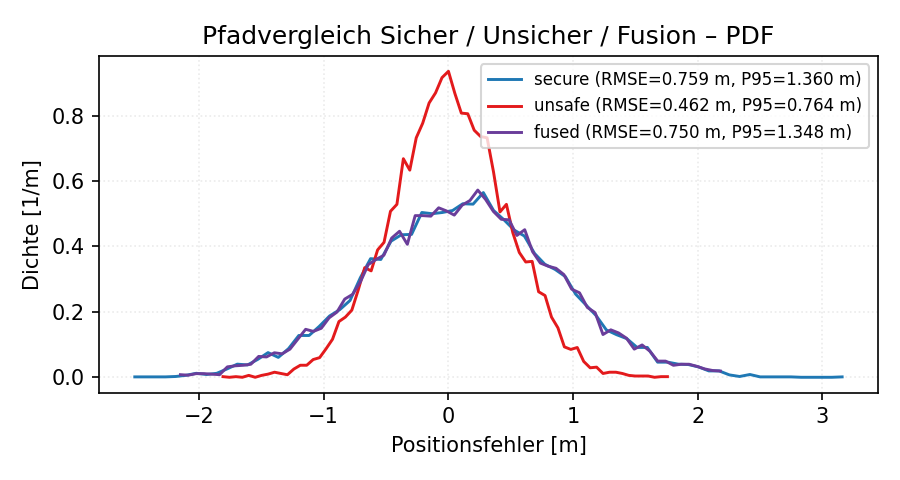 Pfadvergleich Sicher / Unsicher / Fusion – PDF
secure (RMSE=0.759 m, P95=1.360 m)
unsafe (RMSE=0.462 m, P95=0.764 m)
fused (RMSE=0.750 m, P95=1.348 m)
Dichte [1/m]
0.8
0.6
0.4
0.2
0.0
−2
−1
0
1
2
3
Positionsfehler [m]